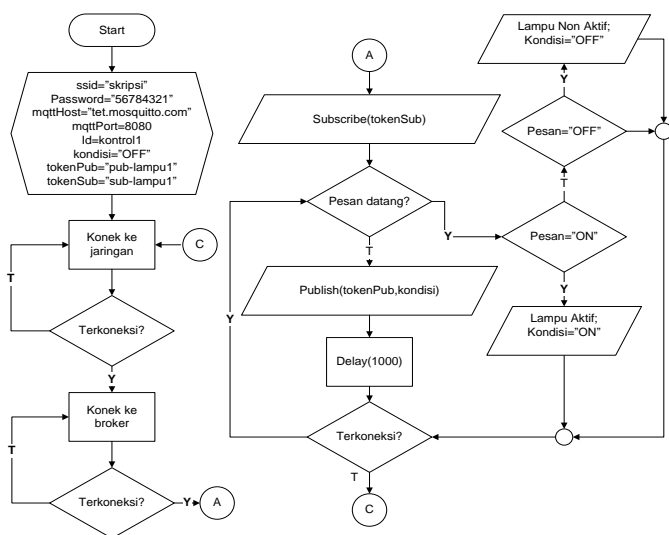 Start
ssid="skripsi"
Password="56784321"
mqttHost="tet.mosquitto.com"
mqttPort=8080
Id=kontrol1
kondisi="OFF"
tokenPub="pub-lampu1"
tokenSub="sub-lampu1"
Konek ke
jaringan
C
T
Terkoneksi?
Y
Konek ke
broker
T
Terkoneksi?
Y
A
A
Subscribe(tokenSub)
Pesan datang?
Y
T
Publish(tokenPub,kondisi)
Y
Delay(1000)
Terkoneksi?
T
C
Lampu Non Aktif;
Kondisi="OFF"
Y
Pesan="OFF"
T
Pesan="ON"
Y
Lampu Aktif;
Kondisi="ON"